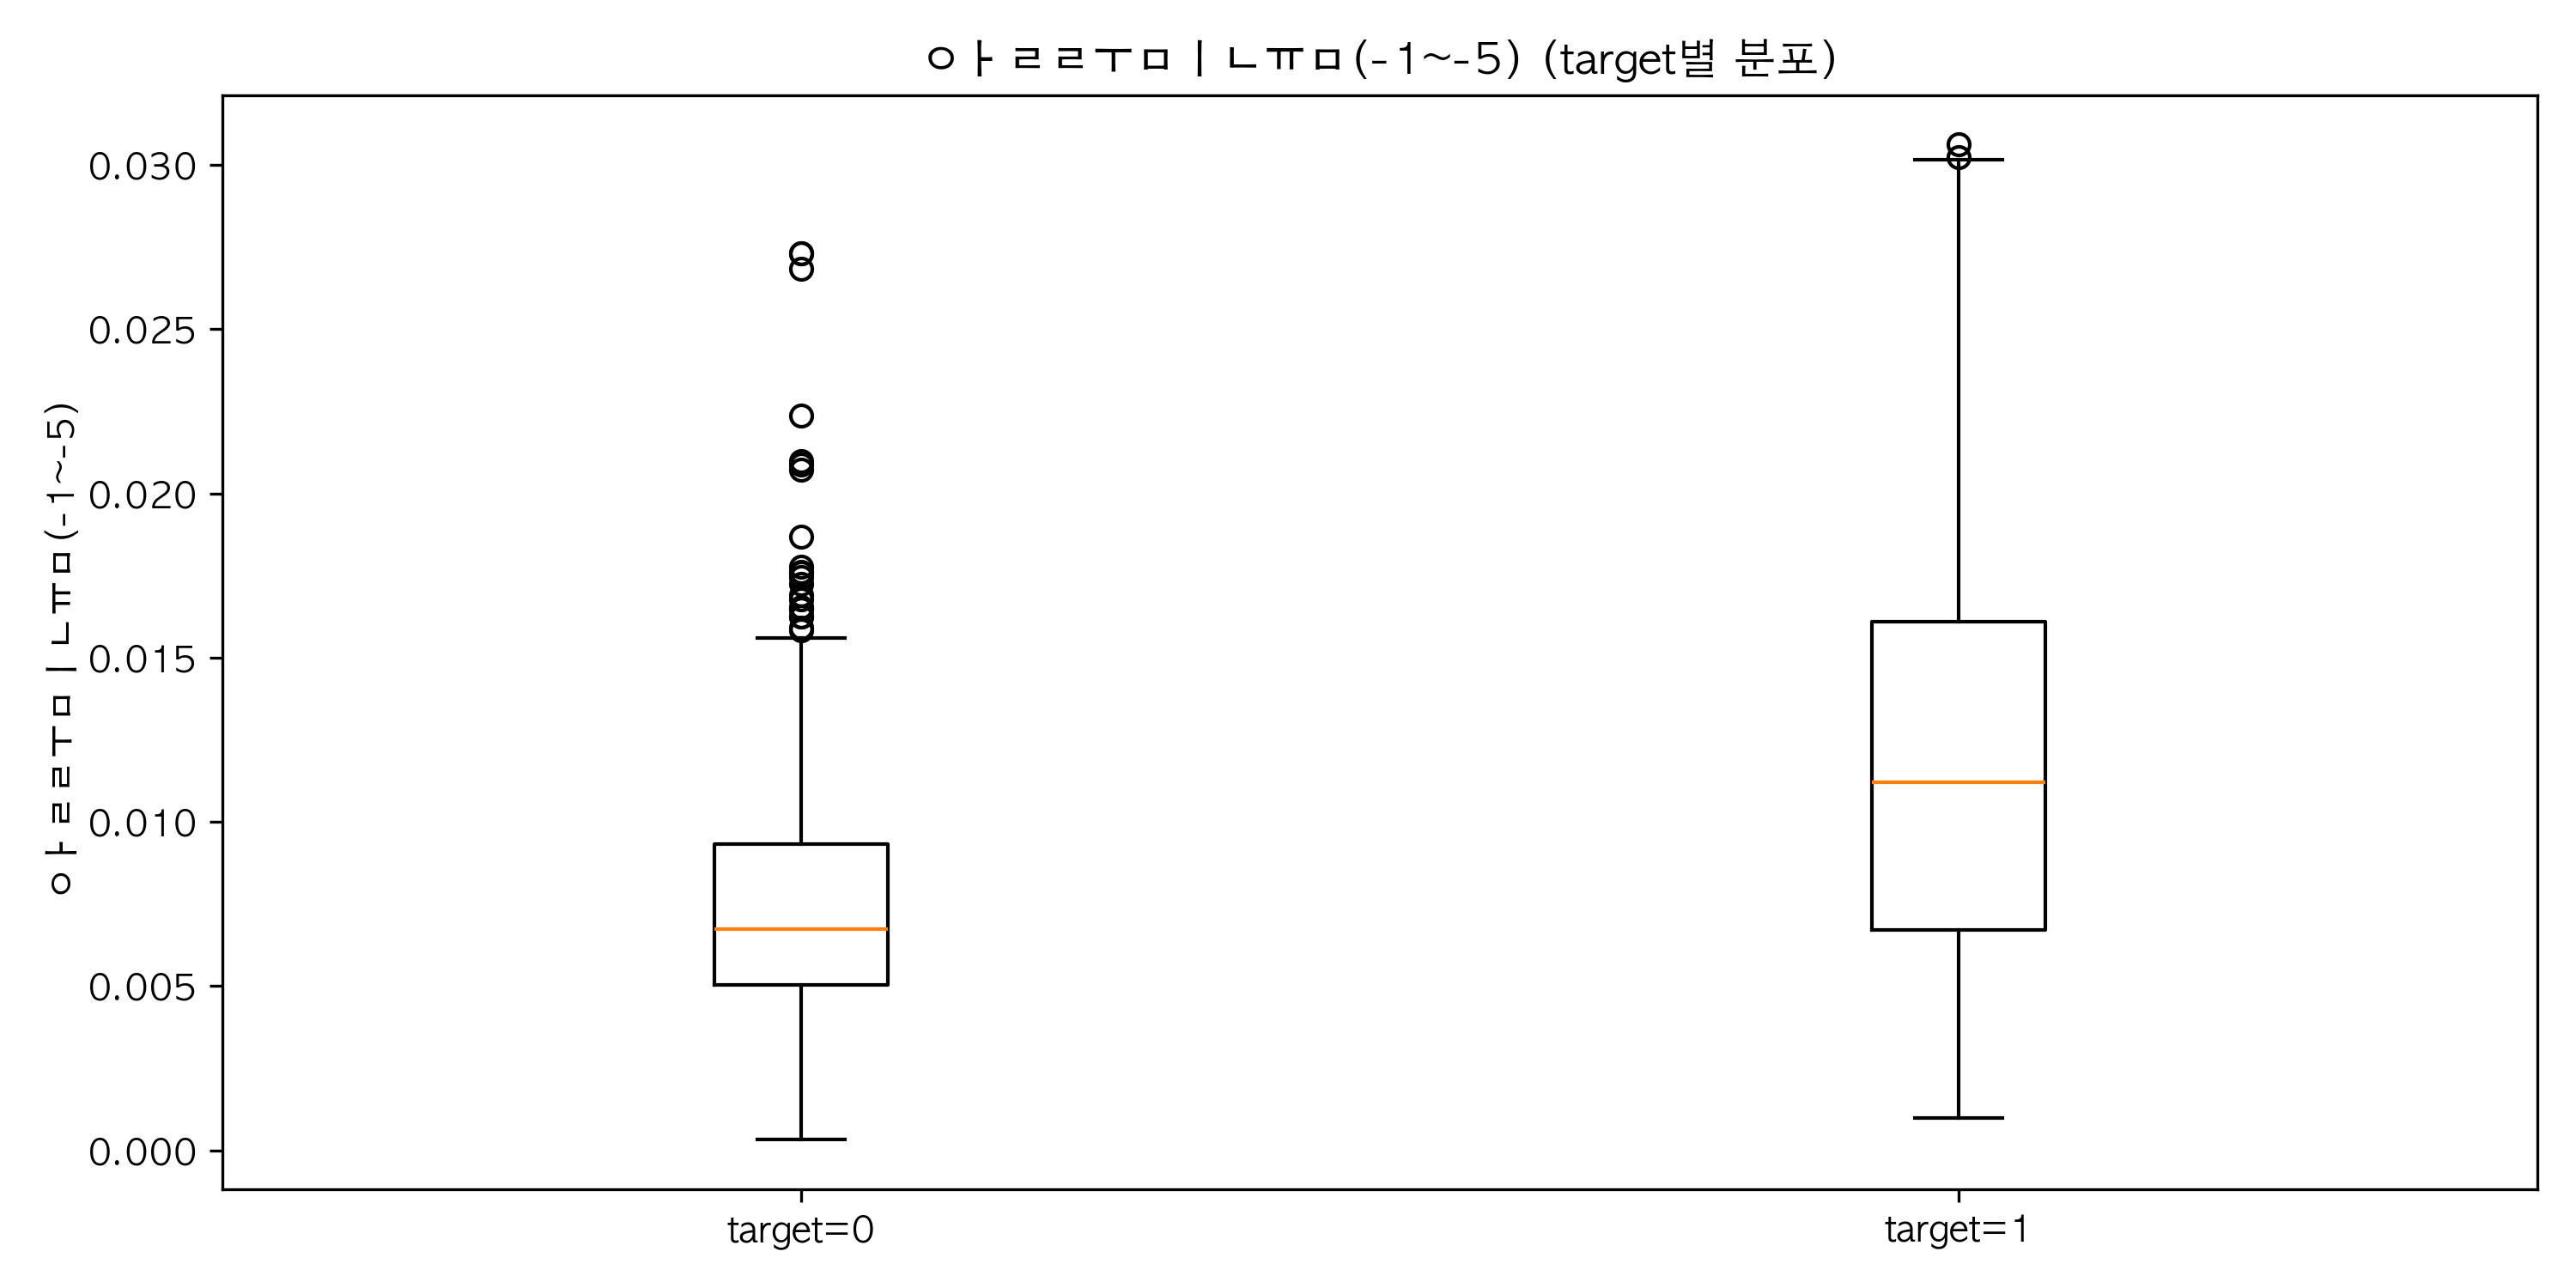 ㅇㅏㄹㄹㅜㅁㅣㄴㅠㅁ(-1~-5) (target별 분포)
ㅇㅏㄹㄹㅜㅁㅣㄴㅠㅁ(-1~-5)
0.030
0.025
0.020
0.015
0.010
0.005
0.000
target=0
target=1